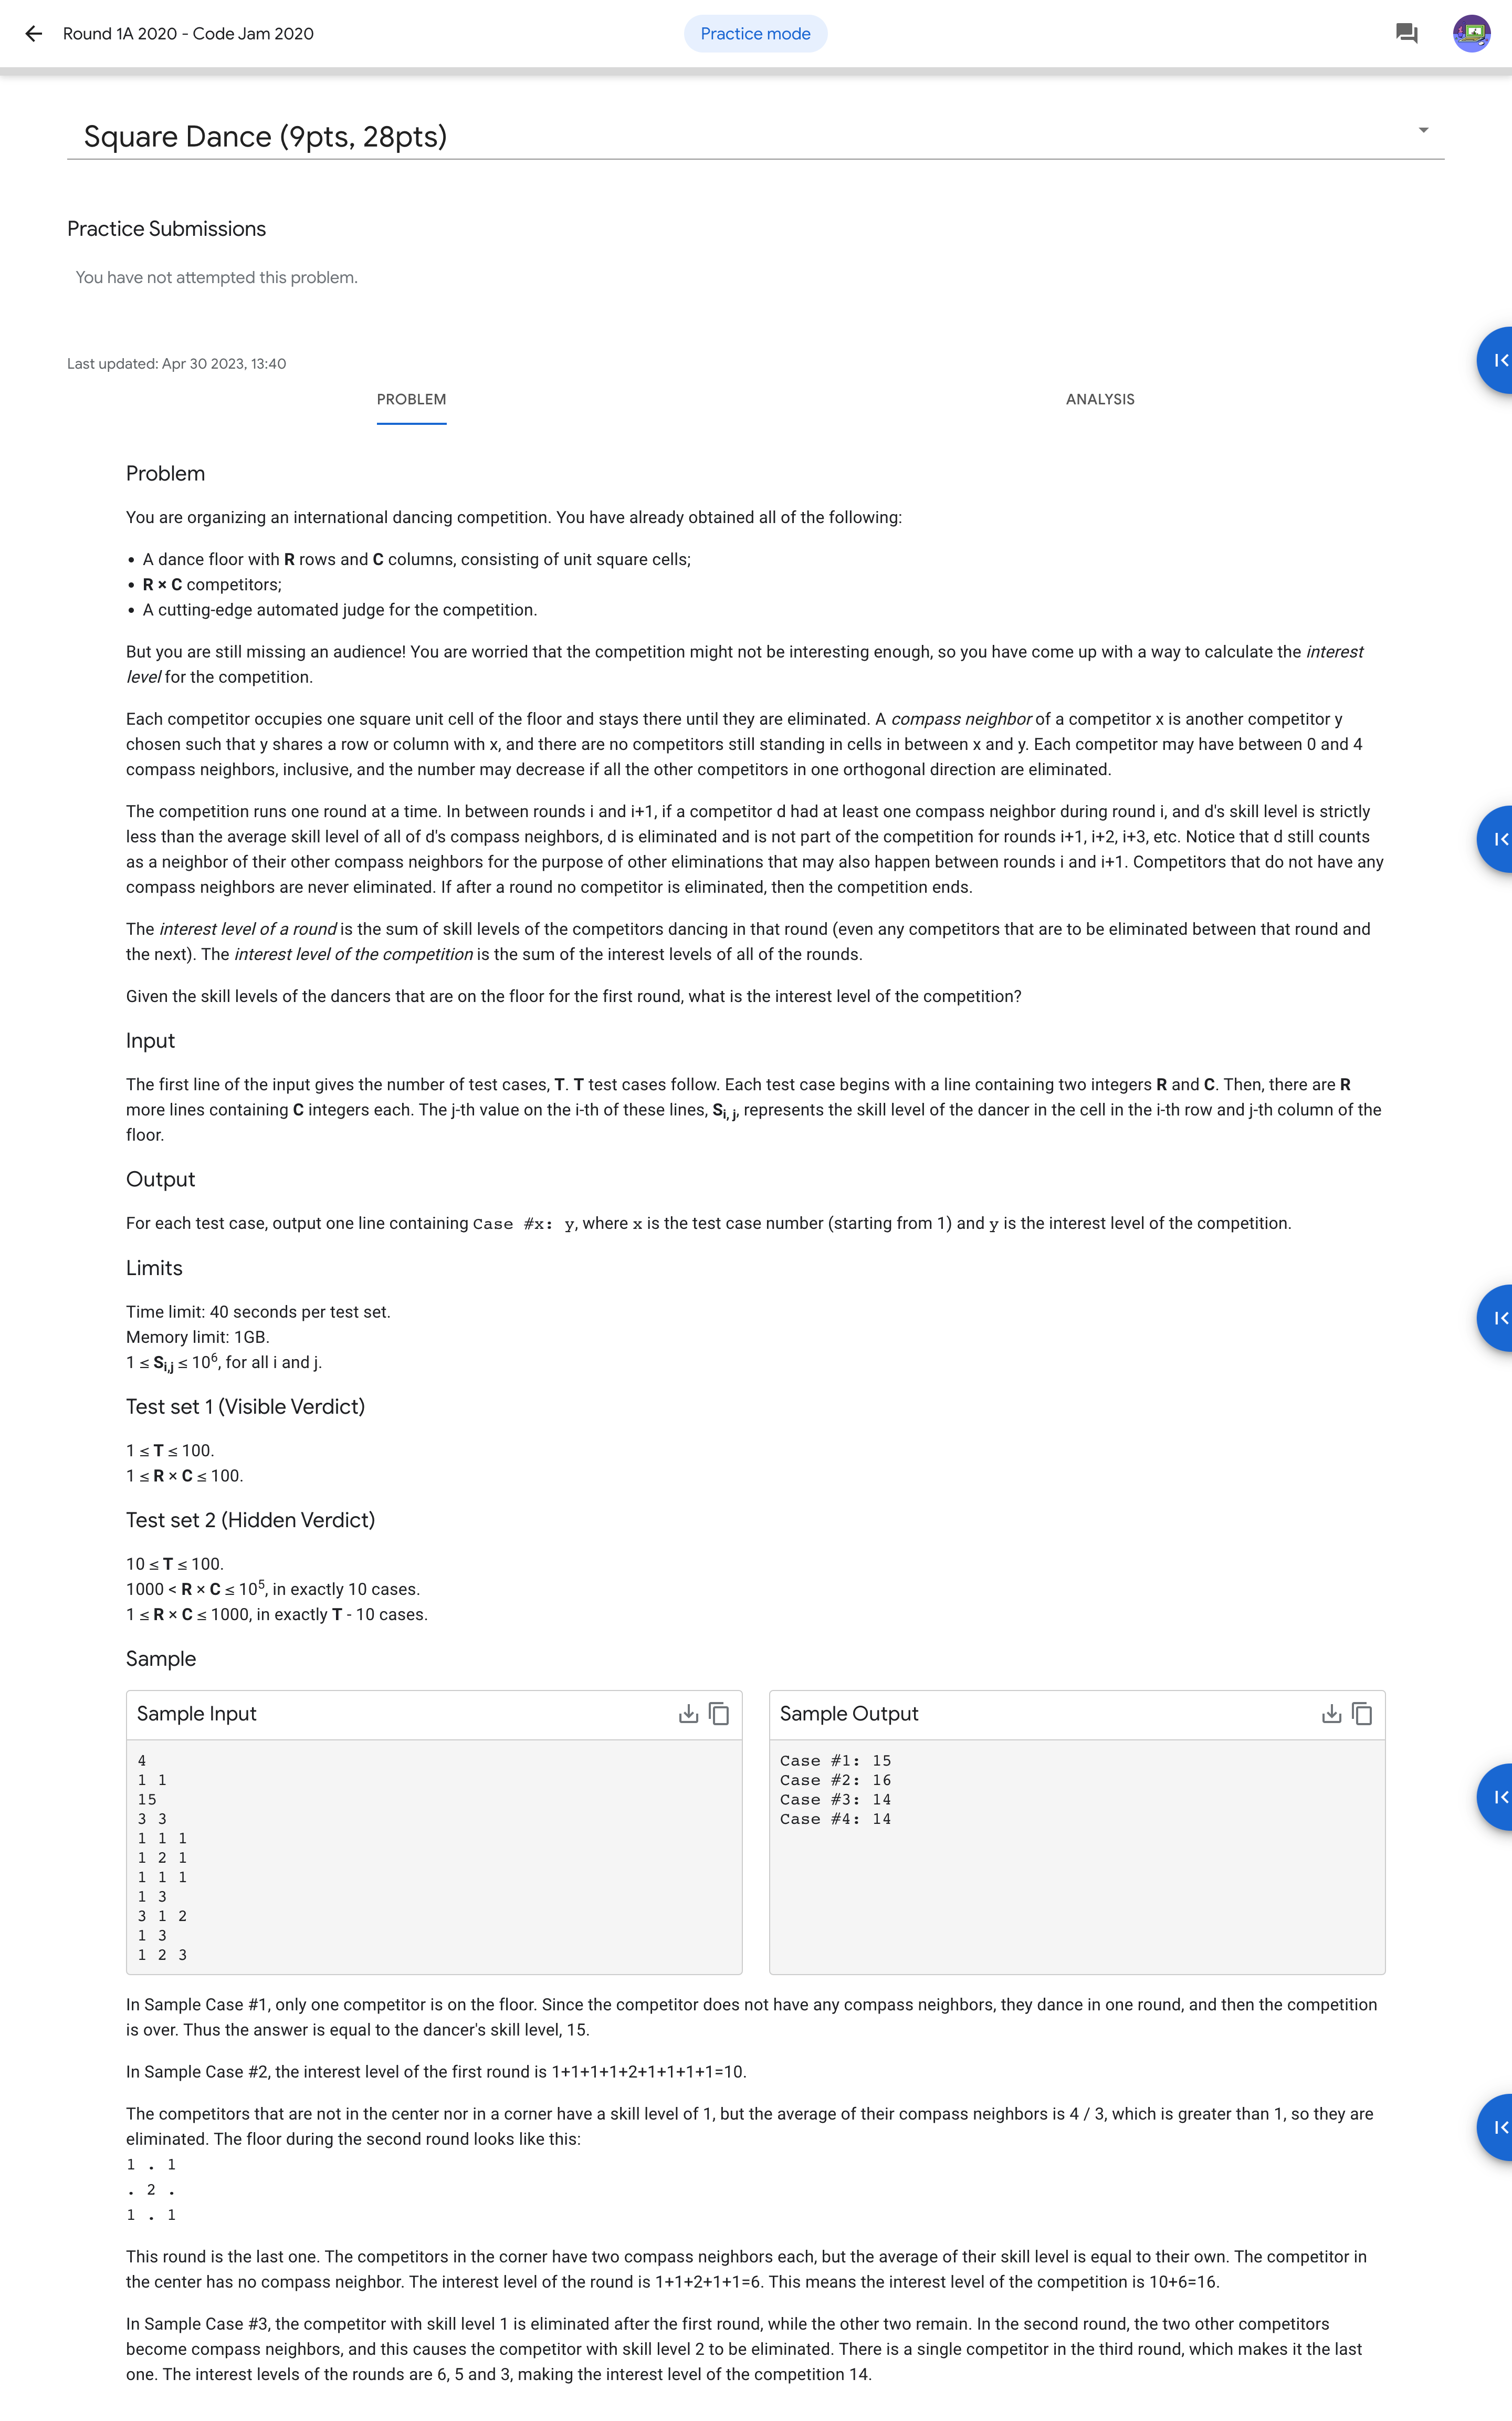 Round 1A 2020 - Code Jam 2020
Practice mode
Square Dance (9pts, 28pts)
Practice Submissions
You have not attempted this problem.
Last updated: Apr 30 2023, 13:40
PROBLEM
ANALYSIS
Problem
You are organizing an international dancing competition. You have already obtained all of the following:
• A dance floor with R rows and C columns, consisting of unit square cells;
• R × C competitors;
• A cutting-edge automated judge for the competition.
But you are still missing an audience! You are worried that the competition might not be interesting enough, so you have come up with a way to calculate the interest
level for the competition.
Each competitor occupies one square unit cell of the floor and stays there until they are eliminated. A compass neighbor of a competitor x is another competitor y
chosen such that y shares a row or column with x, and there are no competitors still standing in cells in between x and y. Each competitor may have between 0 and 4
compass neighbors, inclusive, and the number may decrease if all the other competitors in one orthogonal direction are eliminated.
The competition runs one round at a time. In between rounds i and i+1, if a competitor d had at least one compass neighbor during round i, and d's skill level is strictly
less than the average skill level of all of d's compass neighbors, d is eliminated and is not part of the competition for rounds i+1, i+2, i+3, etc. Notice that d still counts
as a neighbor of their other compass neighbors for the purpose of other eliminations that may also happen between rounds i and i+1. Competitors that do not have any
compass neighbors are never eliminated. If after a round no competitor is eliminated, then the competition ends.
The interest level of a round is the sum of skill levels of the competitors dancing in that round (even any competitors that are to be eliminated between that round and
the next). The interest level of the competition is the sum of the interest levels of all of the rounds.
Given the skill levels of the dancers that are on the floor for the first round, what is the interest level of the competition?
Input
The first line of the input gives the number of test cases, T. T test cases follow. Each test case begins with a line containing two integers R and C. Then, there are R
more lines containing C integers each. The j-th value on the i-th of these lines, Si, j, represents the skill level of the dancer in the cell in the i-th row and j-th column of the
floor.
Output
For each test case, output one line containing Case #x: y, where x is the test case number (starting from 1) and y is the interest level of the competition.
Limits
Time limit: 40 seconds per test set.
Memory limit: 1GB.
1 ≤ Si,j ≤ 10⁶, for all i and j.
Test set 1 (Visible Verdict)
1 ≤ T ≤ 100.
1 ≤ R × C ≤ 100.
Test set 2 (Hidden Verdict)
10 ≤ T ≤ 100.
1000 < R × C ≤ 10⁵, in exactly 10 cases.
1 ≤ R × C ≤ 1000, in exactly T - 10 cases.
Sample
Sample Input
4
1 1
15
3 3
1 1 1
1 2 1
1 1 1
1 3
3 1 2
1 3
1 2 3
Sample Output
Case #1: 15
Case #2: 16
Case #3: 14
Case #4: 14
In Sample Case #1, only one competitor is on the floor. Since the competitor does not have any compass neighbors, they dance in one round, and then the competition
is over. Thus the answer is equal to the dancer's skill level, 15.
In Sample Case #2, the interest level of the first round is 1+1+1+1+2+1+1+1+1=10.
The competitors that are not in the center nor in a corner have a skill level of 1, but the average of their compass neighbors is 4 / 3, which is greater than 1, so they are
eliminated. The floor during the second round looks like this:
1 . 1
. 2 .
1 . 1
This round is the last one. The competitors in the corner have two compass neighbors each, but the average of their skill level is equal to their own. The competitor in
the center has no compass neighbor. The interest level of the round is 1+1+2+1+1=6. This means the interest level of the competition is 10+6=16.
In Sample Case #3, the competitor with skill level 1 is eliminated after the first round, while the other two remain. In the second round, the two other competitors
become compass neighbors, and this causes the competitor with skill level 2 to be eliminated. There is a single competitor in the third round, which makes it the last
one. The interest levels of the rounds are 6, 5 and 3, making the interest level of the competition 14.